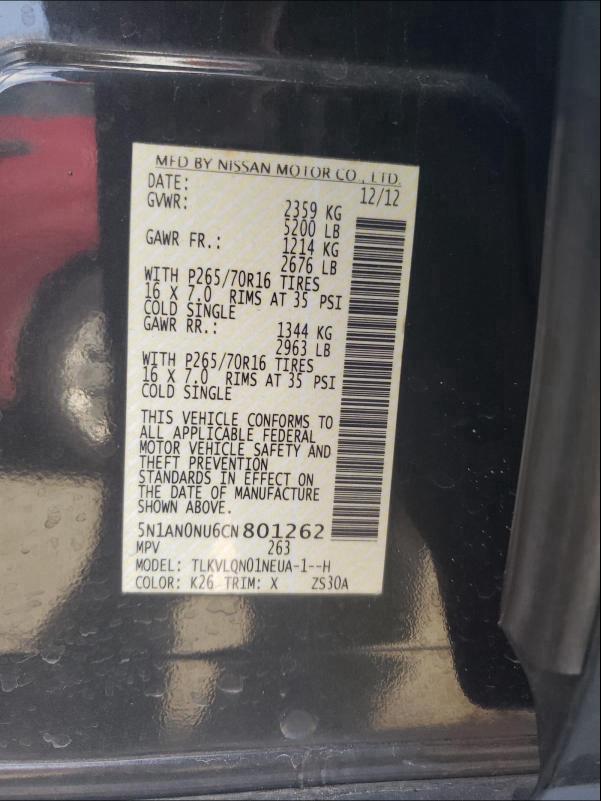 MFD BY NISSAN MOTOR CO., LTD.
DATE: 12/12
GVWR: 2359 KG
5200 LB
GAWR FR.: 1214 KG
2676 LB
WITH P265/70R16 TIRES
16 X 7.0 RIMS AT 35 PSI
COLD SINGLE
GAWR RR.: 1344 KG
2963 LB
WITH P265/70R16 TIRES
16 X 7.0 RIMS AT 35 PSI
COLD SINGLE
THIS VEHICLE CONFORMS TO
ALL APPLICABLE FEDERAL
MOTOR VEHICLE SAFETY AND
THEFT PREVENTION
STANDARDS IN EFFECT ON
THE DATE OF MANUFACTURE
SHOWN ABOVE.
5N1AN0NU6CN801262
MPV 263
MODEL: TLKVLQN01NEUA-1--H
COLOR: K26 TRIM: X ZS30A